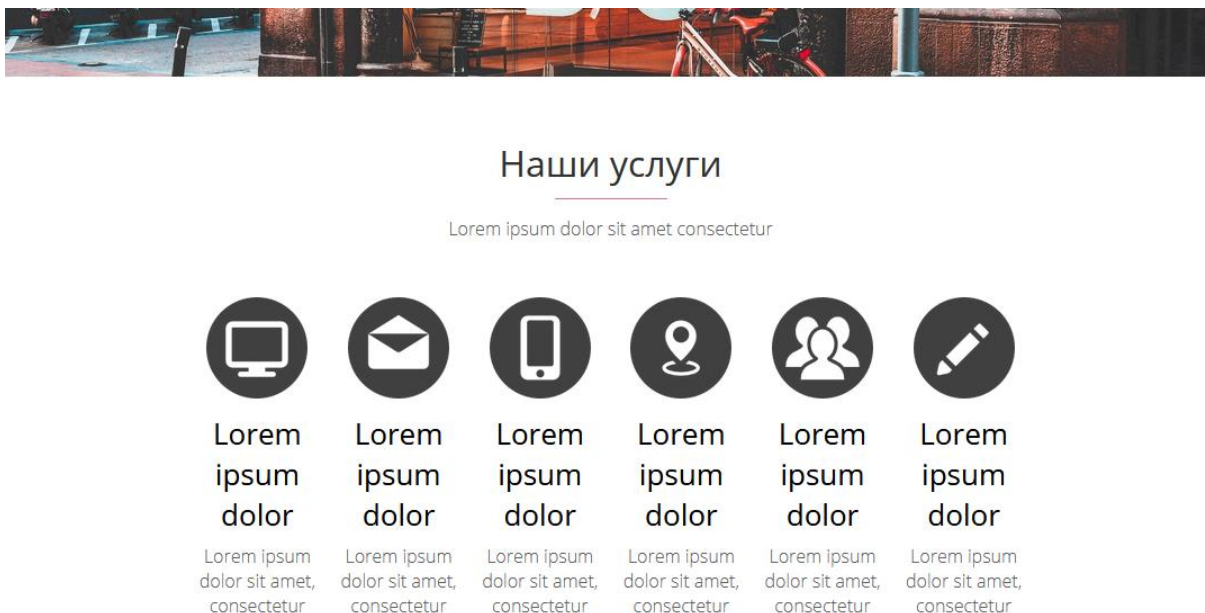 Наши услуги
Lorem ipsum dolor sit amet consectetur
Lorem
ipsum
dolor
Lorem ipsum
dolor sit amet,
consectetur
Lorem
ipsum
dolor
Lorem ipsum
dolor sit amet,
consectetur
Lorem
ipsum
dolor
Lorem ipsum
dolor sit amet,
consectetur
Lorem
ipsum
dolor
Lorem ipsum
dolor sit amet,
consectetur
Lorem
ipsum
dolor
Lorem ipsum
dolor sit amet,
consectetur
Lorem
ipsum
dolor
Lorem ipsum
dolor sit amet,
consectetur